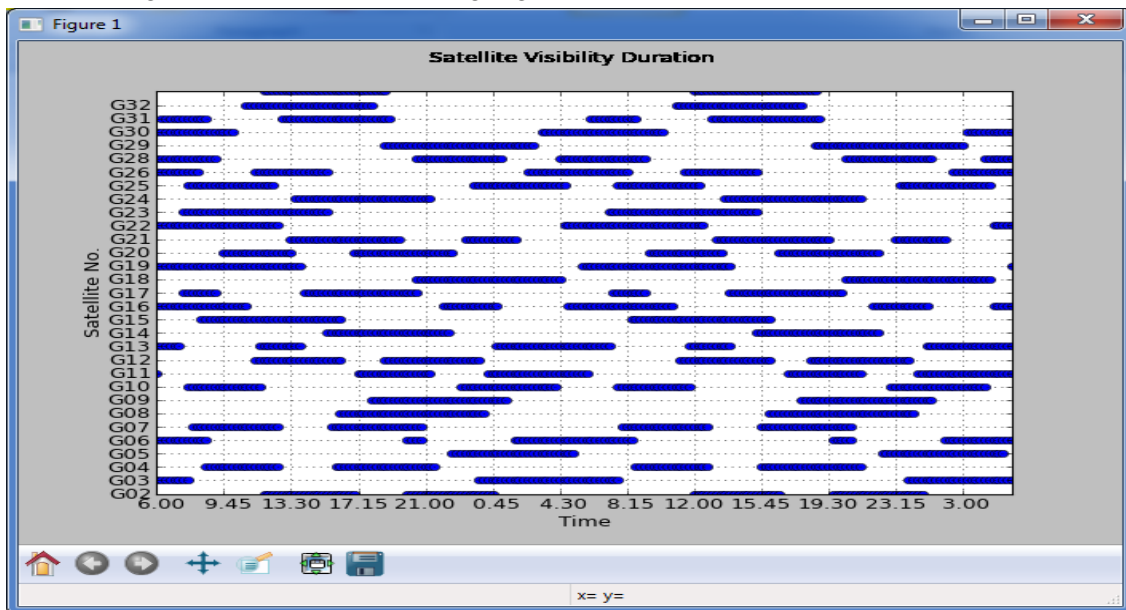 Figure 1
Satellite Visibility Duration
G32
G31
G30
G29
G28
G26
G25
G24
G23
G22
G21
G20
G19
G18
G17
G16
G15
G14
G13
G12
G11
G10
G09
G08
G07
G06
G05
G04
G03
G02
Satellite No.
6.00 9.45 13.30 17.15 21.00 0.45 4.30 8.15 12.00 15.45 19.30 23.15 3.00
Time
x= y=